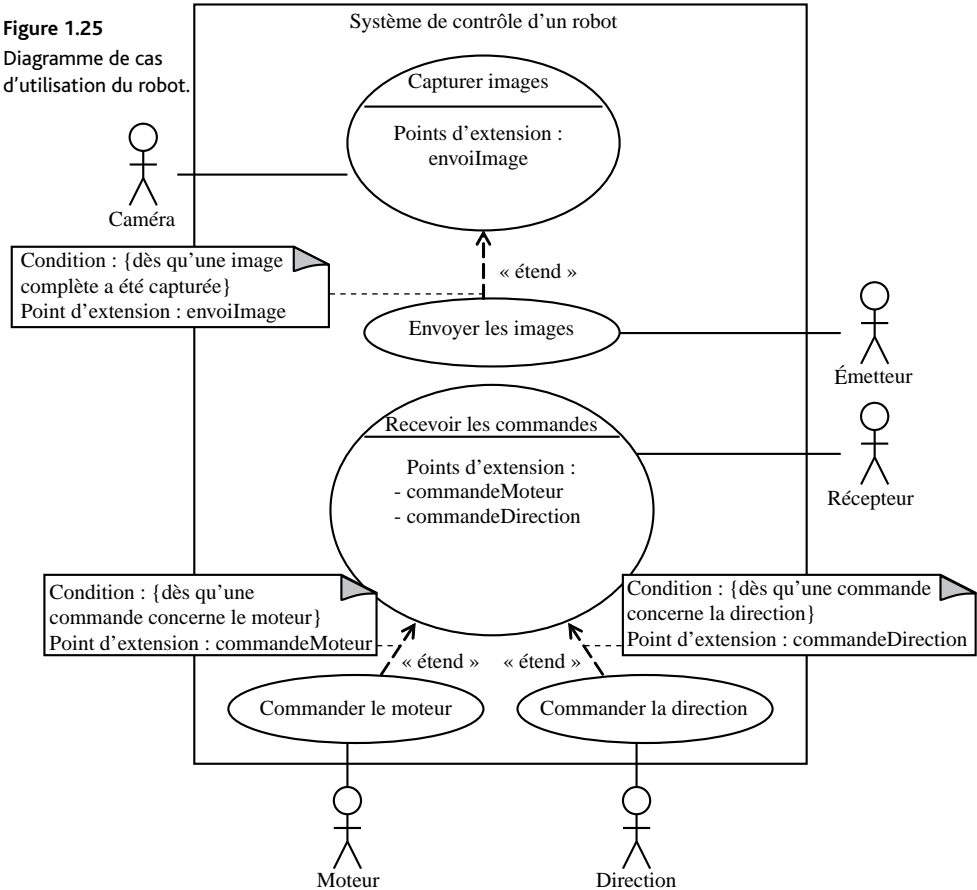 Figure 1.25
Diagramme de cas
d'utilisation du robot.
Système de contrôle d'un robot
Capturer images
Points d'extension :
envoiImage
Caméra
Condition : {dès qu'une image
complète a été capturée}
Point d'extension : envoiImage
« étend »
Envoyer les images
Émetteur
Recevoir les commandes
Points d'extension :
- commandeMoteur
- commandeDirection
Récepteur
Condition : {dès qu'une
commande concerne le moteur}
Point d'extension : commandeMoteur
Condition : {dès qu'une commande
concerne la direction}
Point d'extension : commandeDirection
« étend »
« étend »
Commander le moteur
Commander la direction
Moteur
Direction